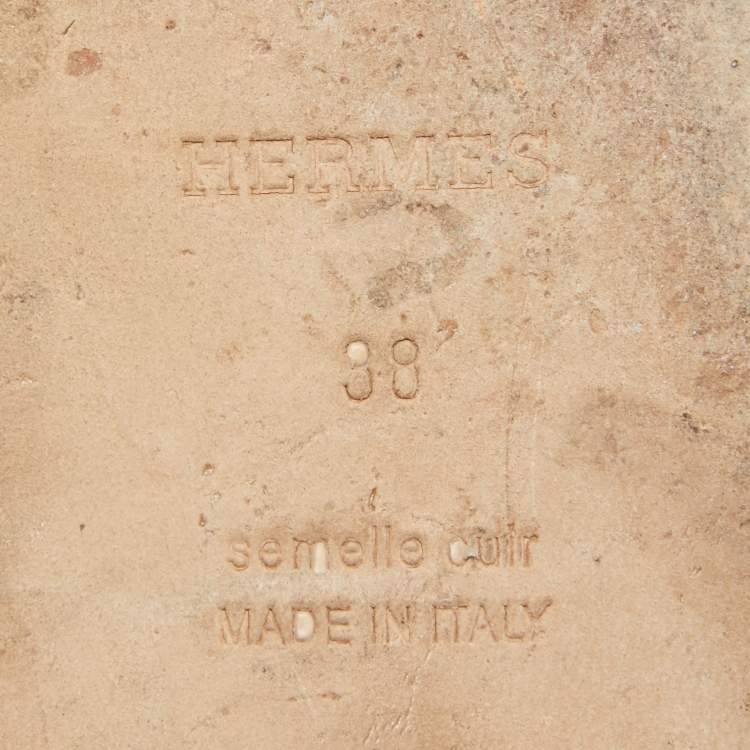 HERMES
38
semelle cuir
MADE IN ITALY